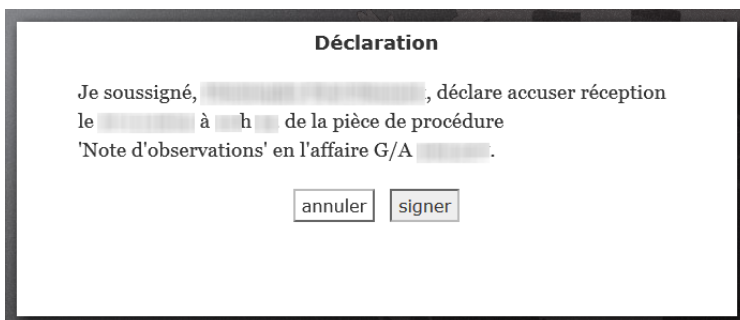 Déclaration
Je soussigné, , déclare accuser réception
le à h de la pièce de procédure
'Note d'observations' en l'affaire G/A .
annuler signer